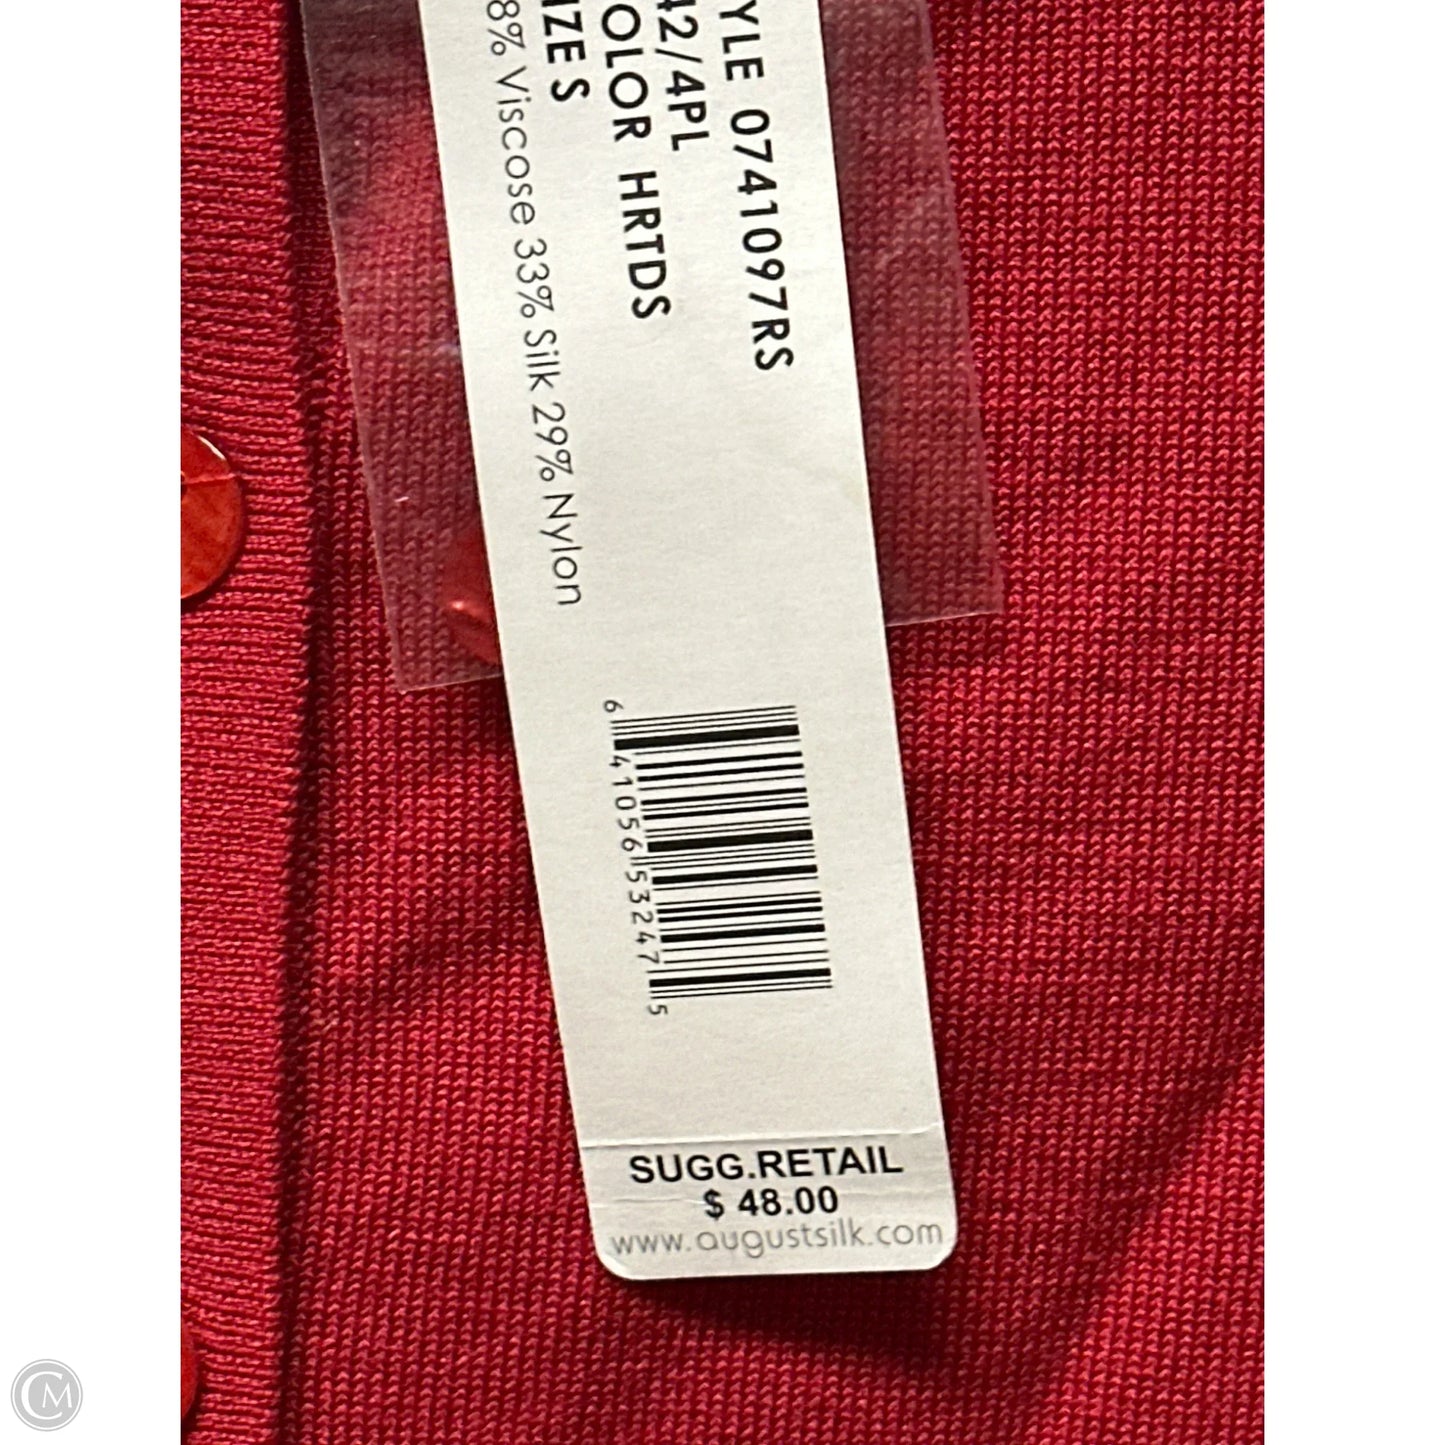 YLE 0741097RS
42/4PL
OLOR HRTDS
IZE S
8% Viscose 33% Silk 29% Nylon
6 41056 53247 5
SUGG.RETAIL
$ 48.00
www.augustsilk.com
CM